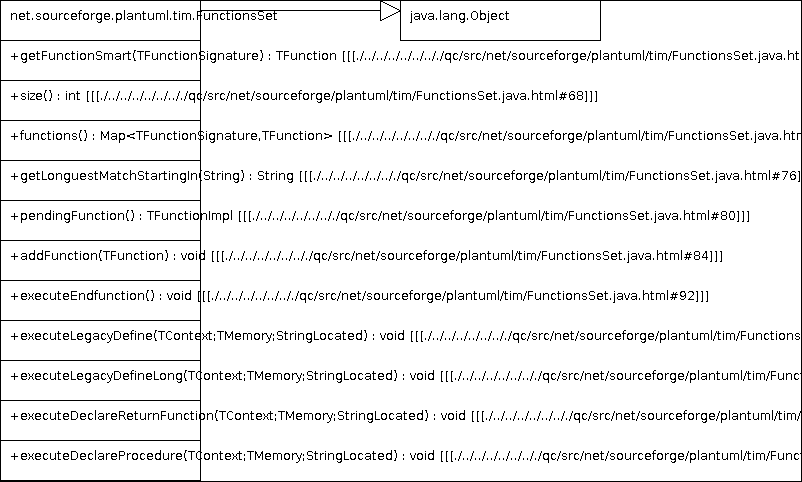 net.sourceforge.plantuml.tim.FunctionsSet
java.lang.Object
+getFunctionSmart(TFunctionSignature) : TFunction [[[./../../../../../../../qc/src/net/sourceforge/plantuml/tim/FunctionsSet.java.ht
+size() : int [[[./../../../../../../../qc/src/net/sourceforge/plantuml/tim/FunctionsSet.java.html#68]]]
+functions() : Map<TFunctionSignature,TFunction> [[[./../../../../../../../qc/src/net/sourceforge/plantuml/tim/FunctionsSet.java.htm
+getLonguestMatchStartingIn(String) : String [[[./../../../../../../../qc/src/net/sourceforge/plantuml/tim/FunctionsSet.java.html#76]
+pendingFunction() : TFunctionImpl [[[./../../../../../../../qc/src/net/sourceforge/plantuml/tim/FunctionsSet.java.html#80]]]
+addFunction(TFunction) : void [[[./../../../../../../../qc/src/net/sourceforge/plantuml/tim/FunctionsSet.java.html#84]]]
+executeEndfunction() : void [[[./../../../../../../../qc/src/net/sourceforge/plantuml/tim/FunctionsSet.java.html#92]]]
+executeLegacyDefine(TContext;TMemory;StringLocated) : void [[[./../../../../../../../qc/src/net/sourceforge/plantuml/tim/Functions
+executeLegacyDefineLong(TContext;TMemory;StringLocated) : void [[[./../../../../../../../qc/src/net/sourceforge/plantuml/tim/Func
+executeDeclareReturnFunction(TContext;TMemory;StringLocated) : void [[[./../../../../../../../qc/src/net/sourceforge/plantuml/tim/
+executeDeclareProcedure(TContext;TMemory;StringLocated) : void [[[./../../../../../../../qc/src/net/sourceforge/plantuml/tim/Func